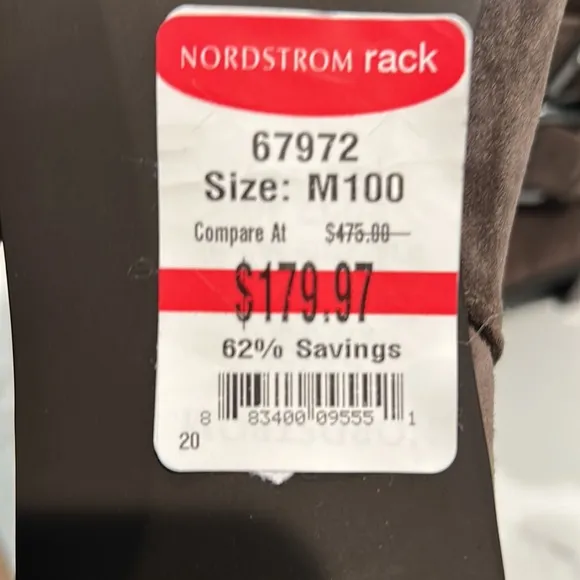 NORDSTROM rack
67972
Size: M100
Compare At $475.00
$179.97
62% Savings
8 83400 09555 1
20